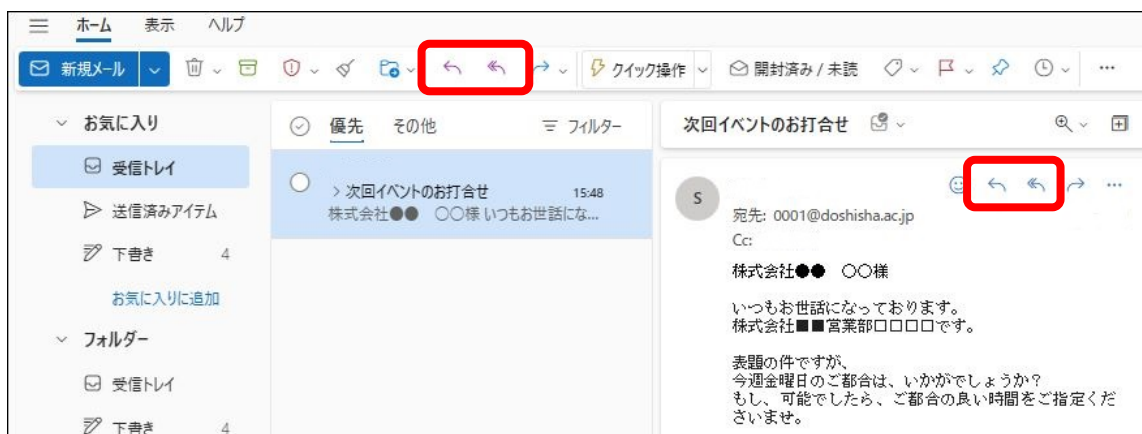 ホーム 表示 ヘルプ
新規メール クイック操作 開封済み / 未読
お気に入り
受信トレイ
送信済みアイテム
下書き 4
お気に入りに追加
フォルダー
受信トレイ
下書き 4
優先 その他 フィルター
次回イベントのお打合せ 15:48
株式会社●● 〇〇様 いつもお世話にな...
次回イベントのお打合せ
S
宛先: 0001@doshisha.ac.jp
Cc:
株式会社●● 〇〇様
いつもお世話になっております。
株式会社■■営業部□□□□です。
表題の件ですが、
今週金曜日のご都合は、いかがでしょうか?
もし、可能でしたら、ご都合の良い時間をご指定くだ
さいませ。